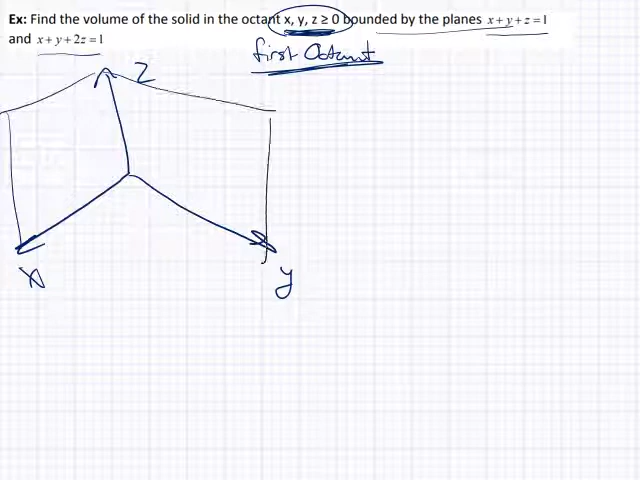 Ex: Find the volume of the solid in the octant x, y, z ≥ 0 bounded by the planes x + y + z = 1
and x + y + 2z = 1
first Octant
z
x
y